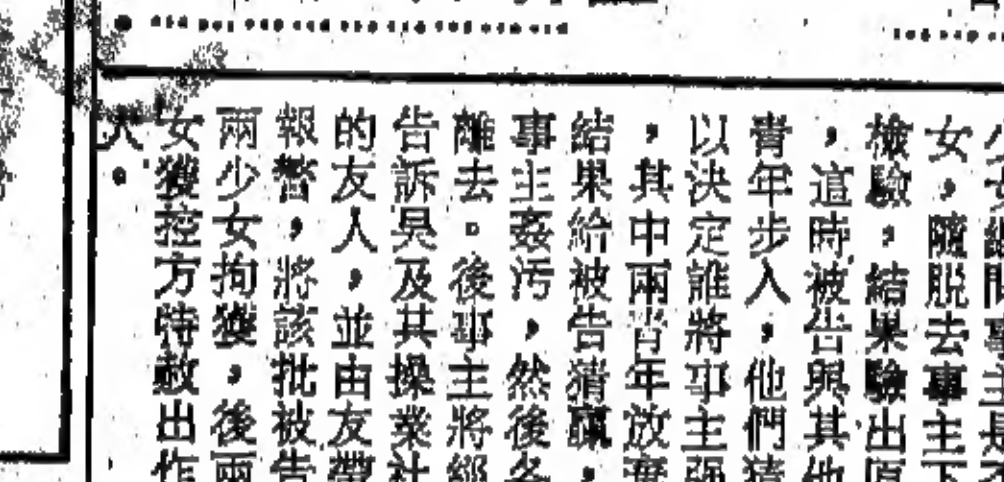 女，隨脫去事主下
檢驗，結果驗出
，這時被告與其他
青年步入，他們猜
以決定誰將事主強
，其中兩青年放棄
結果給被告猜贏，
事主姦污，然後各
離去。後事主將經
告訴其及其操業社
的友人，並由友帶
報警，將該批被告
兩少女拘獲，後兩
女獲控方特赦出作
人。